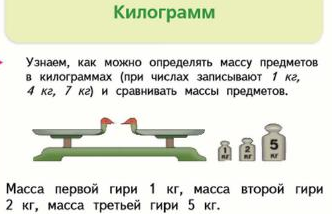 Килограмм
Узнаем, как можно определять массу предметов
в килограммах (при числах записывают 1 кг,
4 кг, 7 кг) и сравнивать массы предметов.
1 кг
2 кг
5 кг
Масса первой гири 1 кг, масса второй гири
2 кг, масса третьей гири 5 кг.